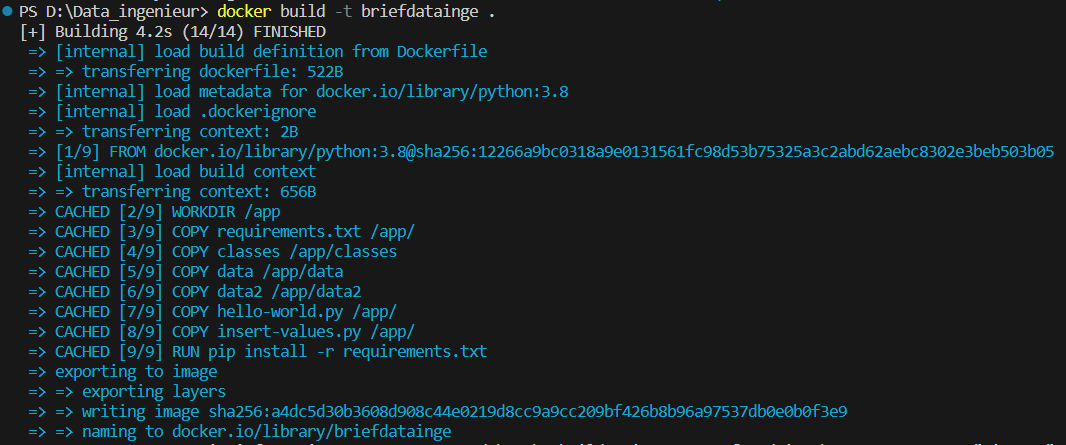 PS D:\Data_ingenieur> docker build -t briefdatainge .
[+] Building 4.2s (14/14) FINISHED
=> [internal] load build definition from Dockerfile
=> => transferring dockerfile: 522B
=> [internal] load metadata for docker.io/library/python:3.8
=> [internal] load .dockerignore
=> => transferring context: 2B
=> [1/9] FROM docker.io/library/python:3.8@sha256:12266a9bc0318a9e0131561fc98d53b75325a3c2abd62aebc8302e3beb503b05
=> [internal] load build context
=> => transferring context: 656B
=> CACHED [2/9] WORKDIR /app
=> CACHED [3/9] COPY requirements.txt /app/
=> CACHED [4/9] COPY classes /app/classes
=> CACHED [5/9] COPY data /app/data
=> CACHED [6/9] COPY data2 /app/data2
=> CACHED [7/9] COPY hello-world.py /app/
=> CACHED [8/9] COPY insert-values.py /app/
=> CACHED [9/9] RUN pip install -r requirements.txt
=> exporting to image
=> => exporting layers
=> => writing image sha256:a4dc5d30b3608d908c44e0219d8cc9a9cc209bf426b8b96a97537db0e0b0f3e9
=> => naming to docker.io/library/briefdatainge